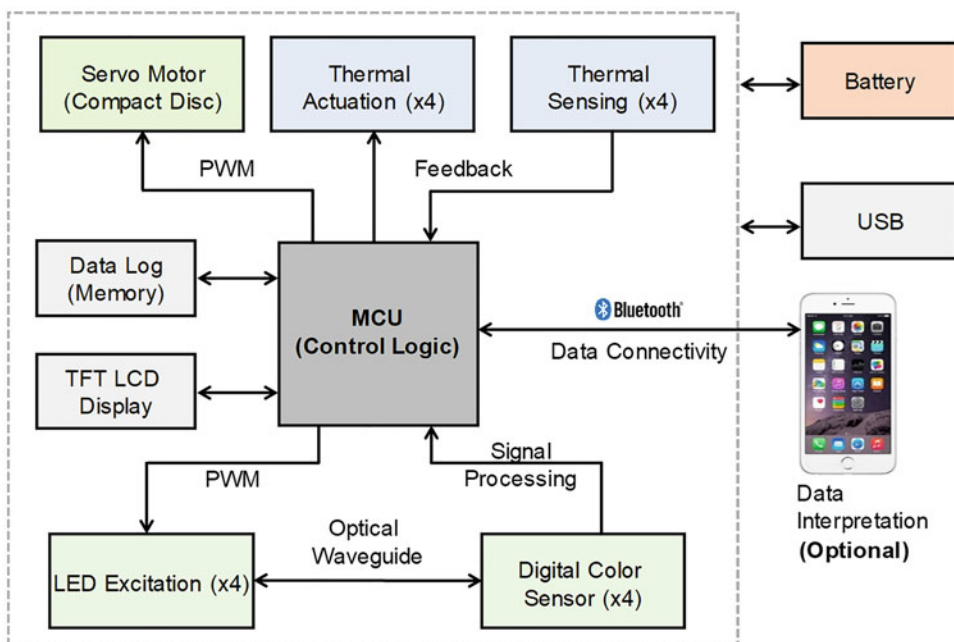 Servo Motor
(Compact Disc)
Thermal
Actuation (x4)
Thermal
Sensing (x4)
Battery
PWM
Feedback
USB
Data Log
(Memory)
MCU
(Control Logic)
Bluetooth
Data Connectivity
TFT LCD
Display
PWM
Signal
Processing
Data
Interpretation
(Optional)
Optical
Waveguide
LED Excitation (x4)
Digital Color
Sensor (x4)